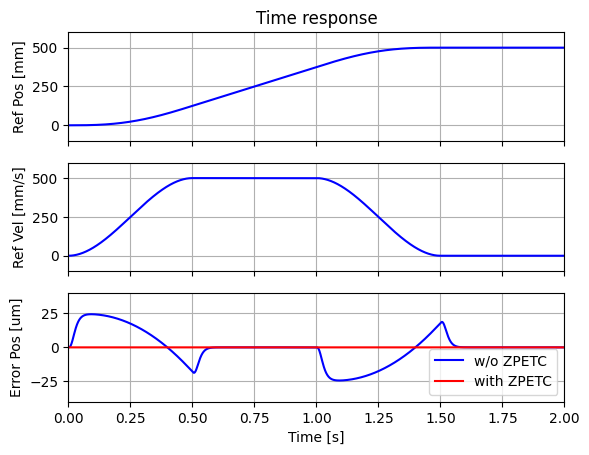 Time response
Ref Pos [mm]
500
250
0
Ref Vel [mm/s]
500
250
0
Error Pos [um]
25
0
−25
w/o ZPETC
with ZPETC
0.00 0.25 0.50 0.75 1.00 1.25 1.50 1.75 2.00
Time [s]